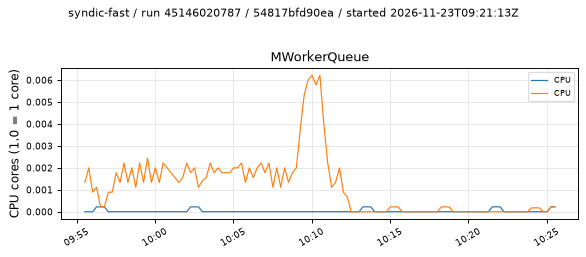 syndic-fast / run 45146020787 / 54817bfd90ea / started 2026-11-23T09:21:13Z
MWorkerQueue
CPU cores (1.0 = 1 core)
0.006
0.005
0.004
0.003
0.002
0.001
0.000
CPU
CPU
09:55
10:00
10:05
10:10
10:15
10:20
10:25